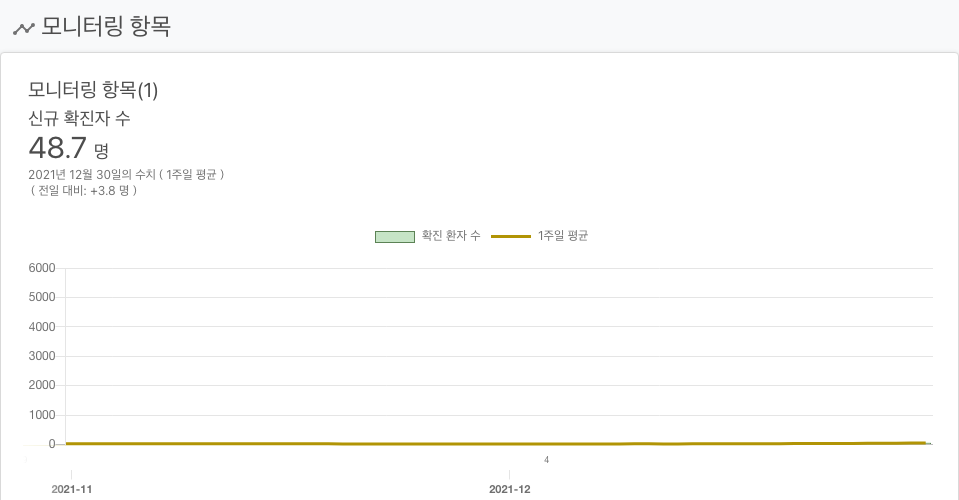 모니터링 항목
모니터링 항목(1)
신규 확진자 수
48.7 명
2021년 12월 30일의 수치 ( 1주일 평균 )
( 전일 대비: +3.8 명 )
확진 환자 수 1주일 평균
6000
5000
4000
3000
2000
1000
0
4
2021-11 2021-12